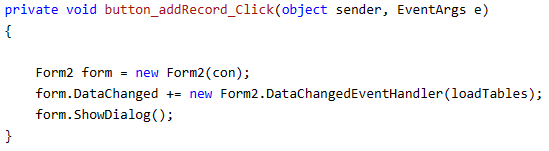 private void button_addRecord_Click(object sender, EventArgs e)
{
Form2 form = new Form2(con);
form.DataChanged += new Form2.DataChangedEventHandler(loadTables);
form.ShowDialog();
}